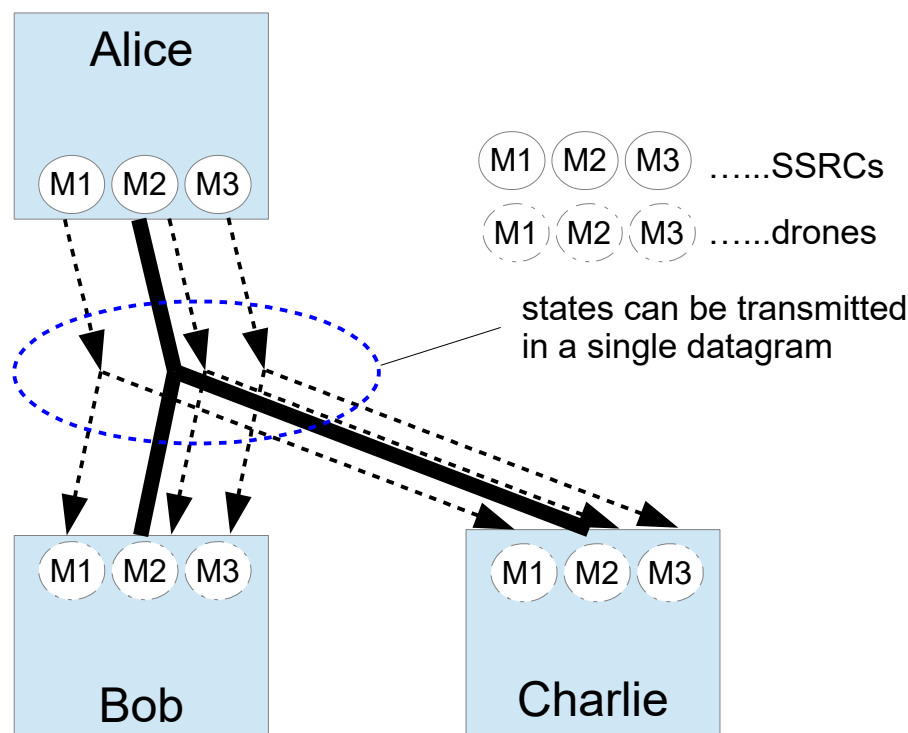 Alice
M1 M2 M3
M1 M2 M3 …...SSRCs
M1 M2 M3 …...drones
states can be transmitted
in a single datagram
M1 M2 M3
Bob
M1 M2 M3
Charlie